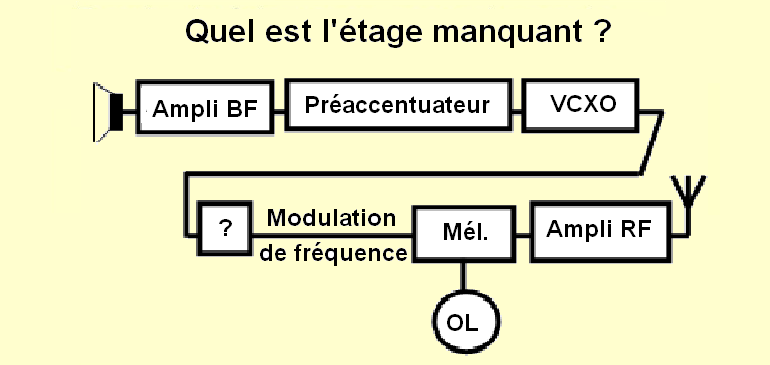 Quel est l'étage manquant ?
Ampli BF
Préaccentuateur
VCXO
?
Modulation
de fréquence
Mél.
Ampli RF
OL